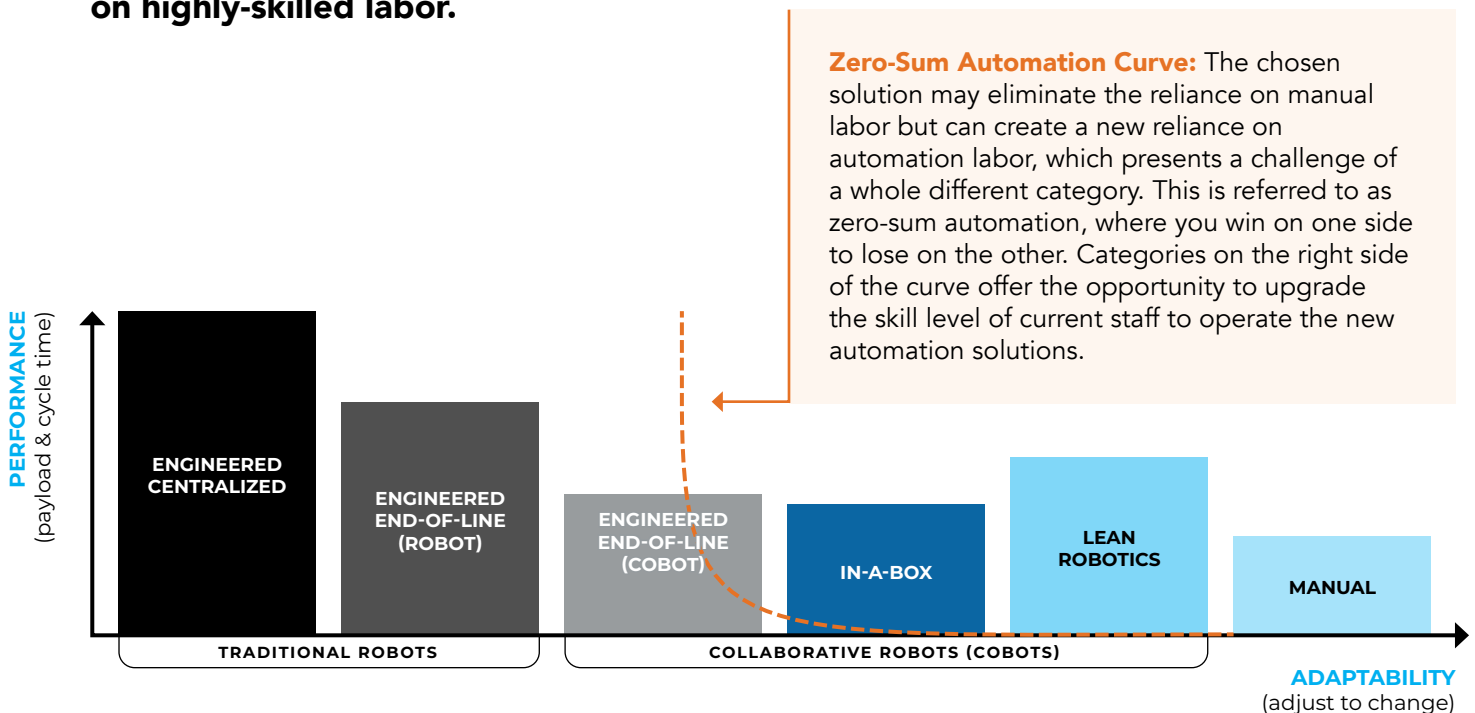 on highly-skilled labor.
Zero-Sum Automation Curve: The chosen
solution may eliminate the reliance on manual
labor but can create a new reliance on
automation labor, which presents a challenge of
a whole different category. This is referred to as
zero-sum automation, where you win on one side
to lose on the other. Categories on the right side
of the curve offer the opportunity to upgrade
the skill level of current staff to operate the new
automation solutions.
PERFORMANCE
(payload & cycle time)
ENGINEERED
CENTRALIZED
ENGINEERED
END-OF-LINE
(ROBOT)
ENGINEERED
END-OF-LINE
(COBOT)
IN-A-BOX
LEAN
ROBOTICS
MANUAL
TRADITIONAL ROBOTS
COLLABORATIVE ROBOTS (COBOTS)
ADAPTABILITY
(adjust to change)